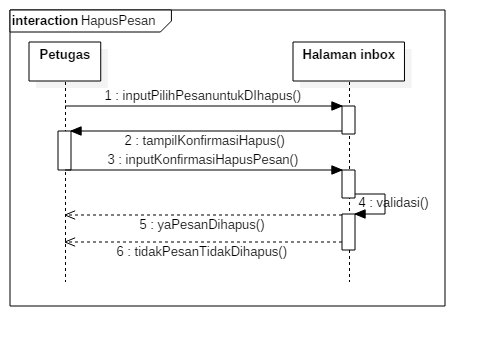 interaction HapusPesan
Petugas
Halaman inbox
1 : inputPilihPesanuntukDIhapus()
2 : tampilKonfirmasiHapus()
3 : inputKonfirmasiHapusPesan()
4 : validasi()
5 : yaPesanDihapus()
6 : tidakPesanTidakDihapus()